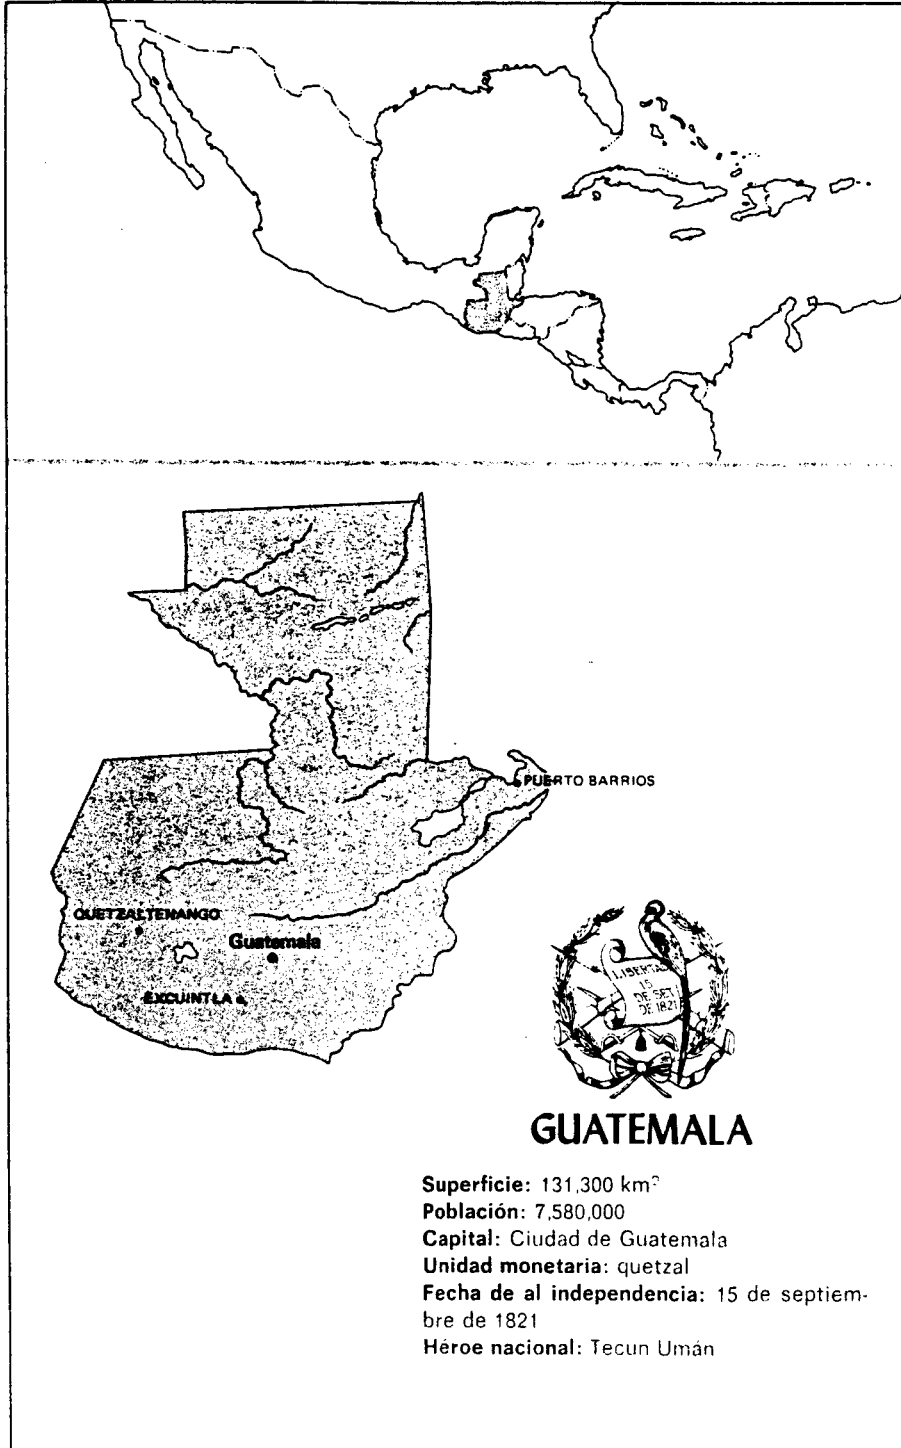 PUERTO BARRIOS
QUETZALTENANGO
Guatemala
EXCUINTLA
LIBERTAD
15
DE SET
DE 1821
GUATEMALA
Superficie: 131,300 km²
Población: 7,580,000
Capital: Ciudad de Guatemala
Unidad monetaria: quetzal
Fecha de al independencia: 15 de septiem-
bre de 1821
Héroe nacional: Tecun Umán